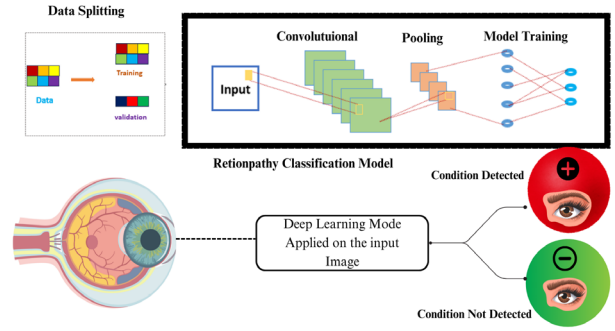 Data Splitting
Training
Data
validation
Convolutuional
Pooling
Model Training
Input
Retionpathy Classification Model
Condition Detected
Deep Learning Mode
Applied on the input
Image
Condition Not Detected